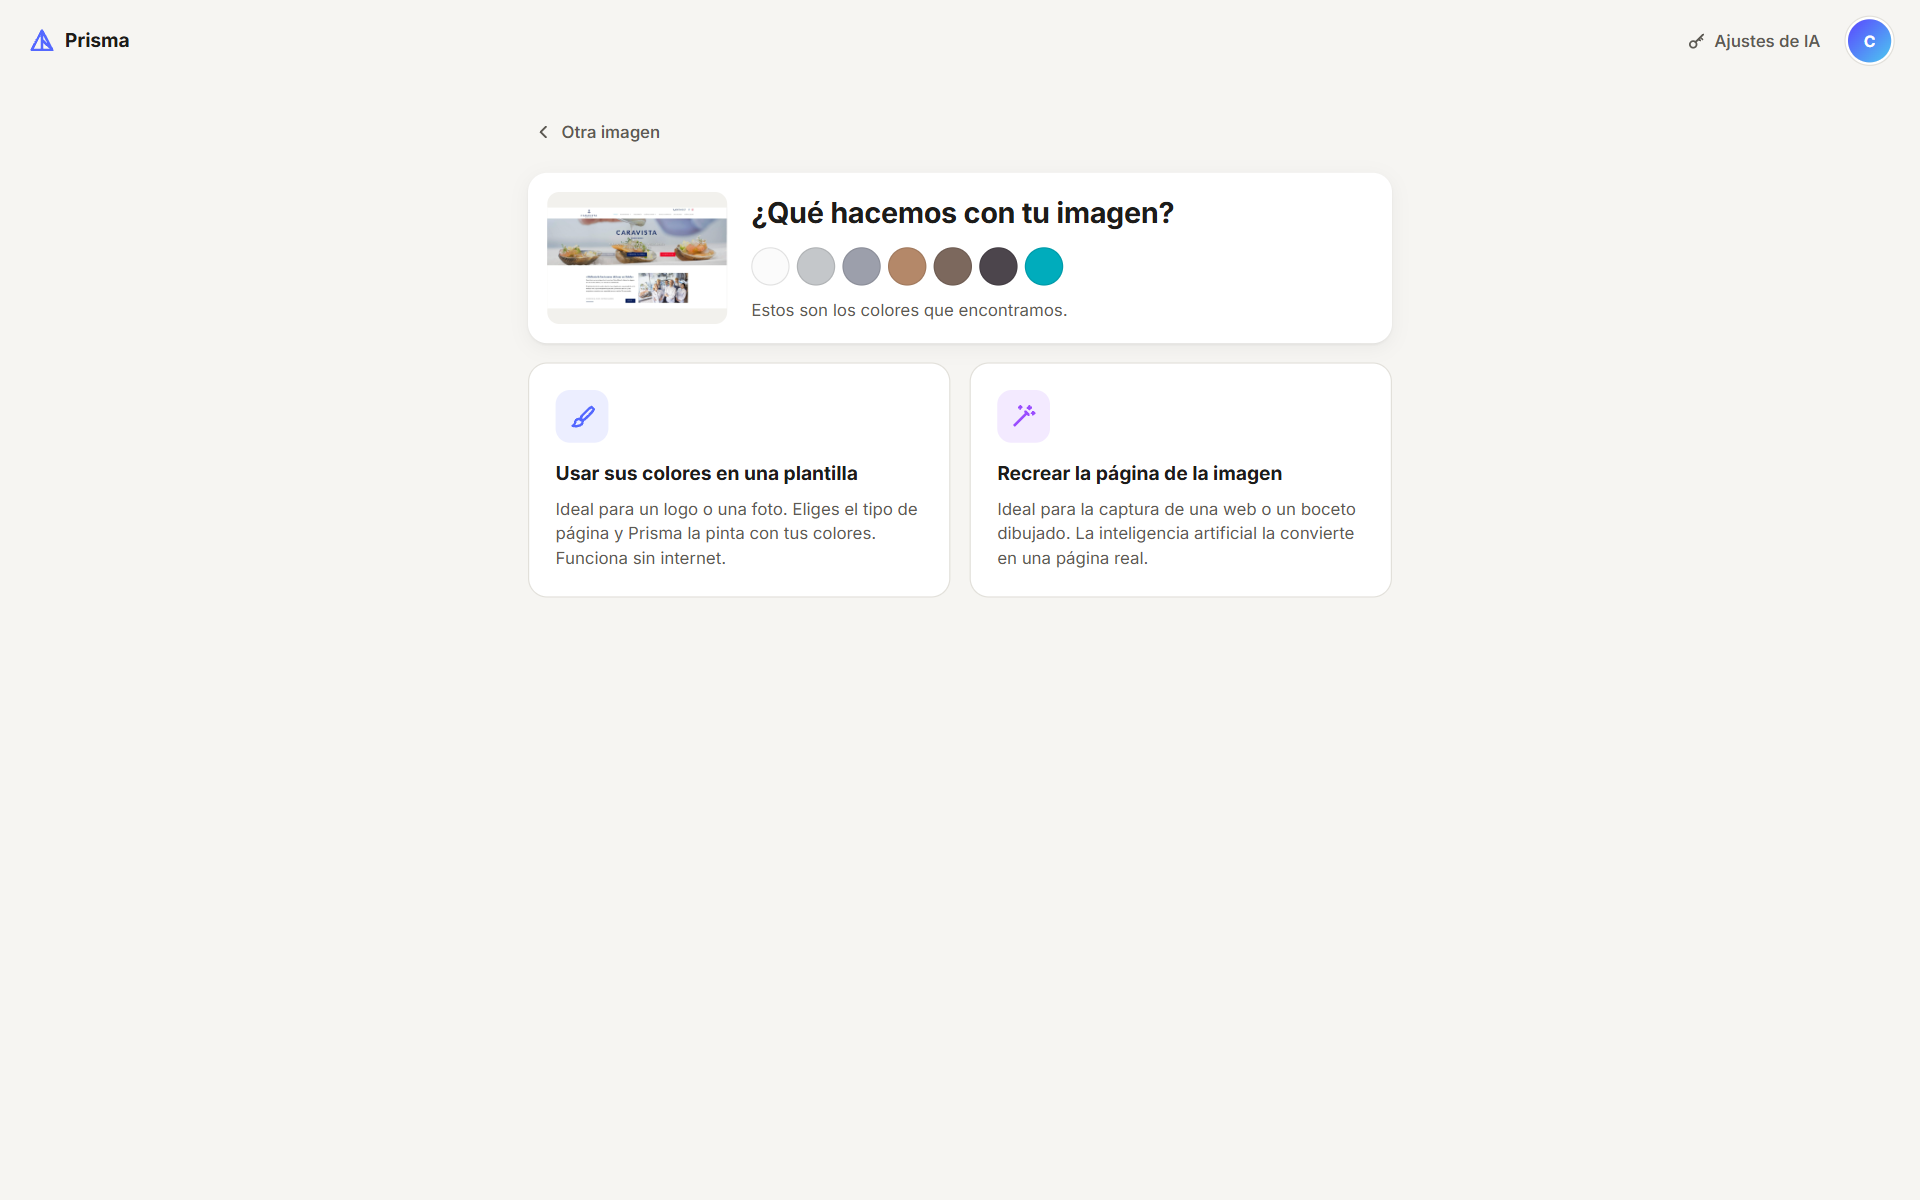 Prisma
Ajustes de IA
C
Otra imagen
CARAVISTA
¿Qué hacemos con tu imagen?
Estos son los colores que encontramos.
Usar sus colores en una plantilla
Ideal para un logo o una foto. Eliges el tipo de
página y Prisma la pinta con tus colores.
Funciona sin internet.
Recrear la página de la imagen
Ideal para la captura de una web o un boceto
dibujado. La inteligencia artificial la convierte
en una página real.